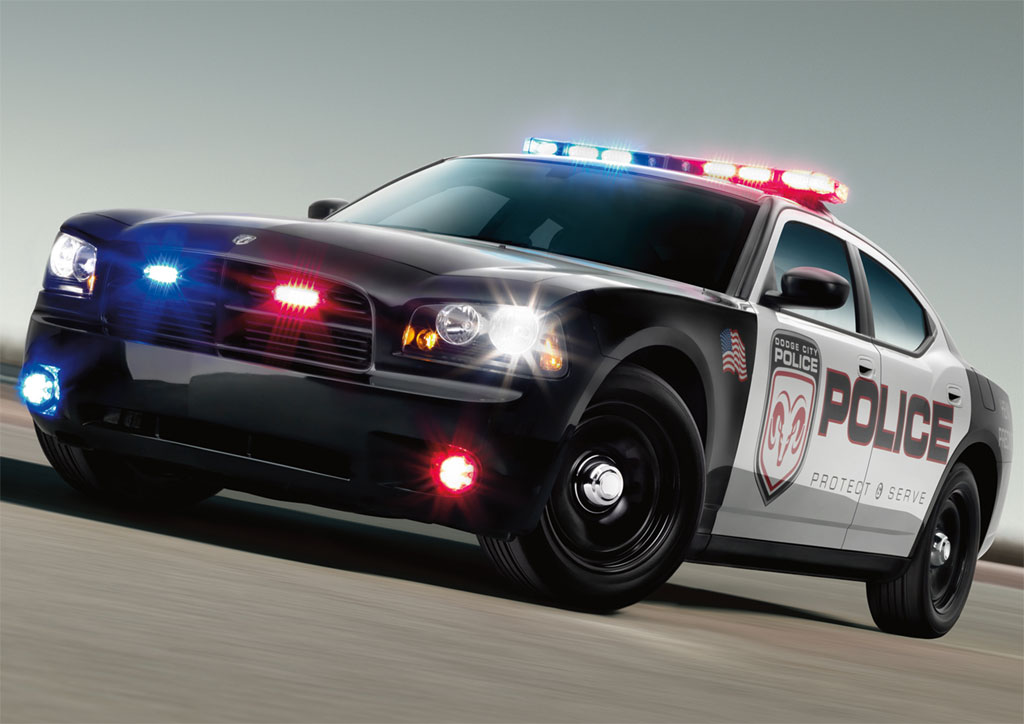 DODGE CITY
POLICE
POLICE
PROTECT & SERVE